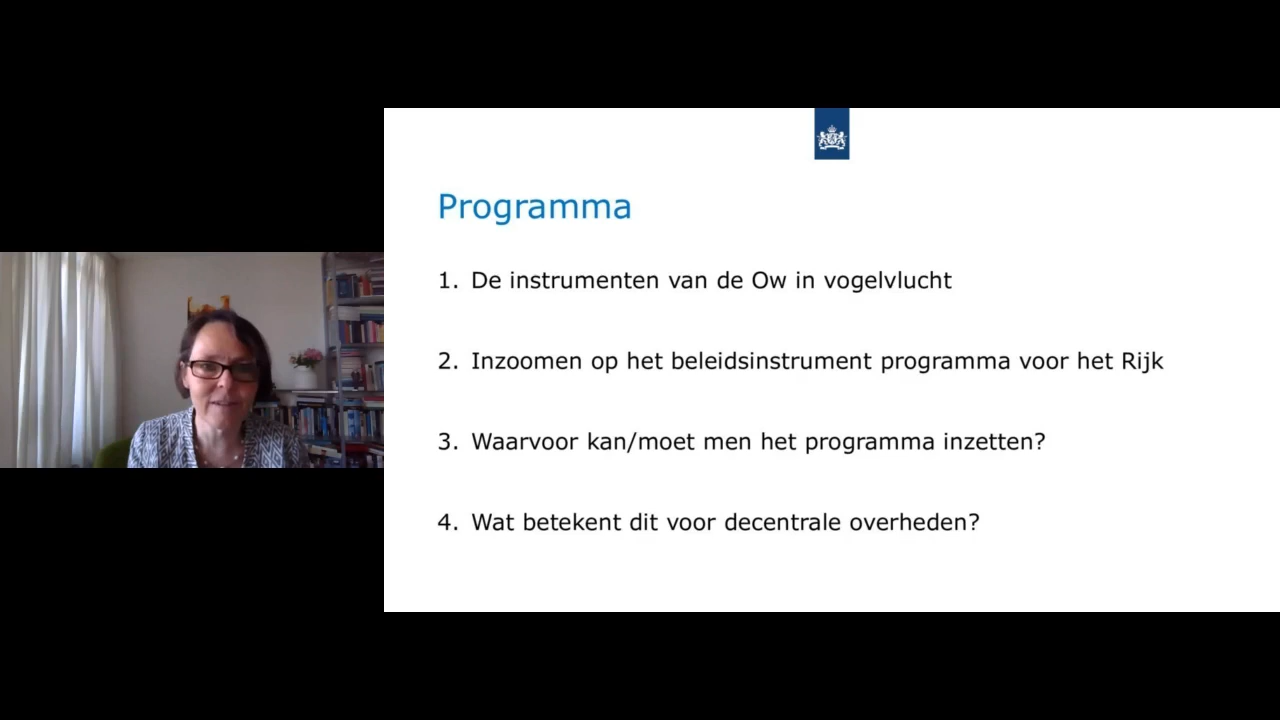 Programma
1. De instrumenten van de Ow in vogelvlucht
2. Inzoomen op het beleidsinstrument programma voor het Rijk
3. Waarvoor kan/moet men het programma inzetten?
4. Wat betekent dit voor decentrale overheden?